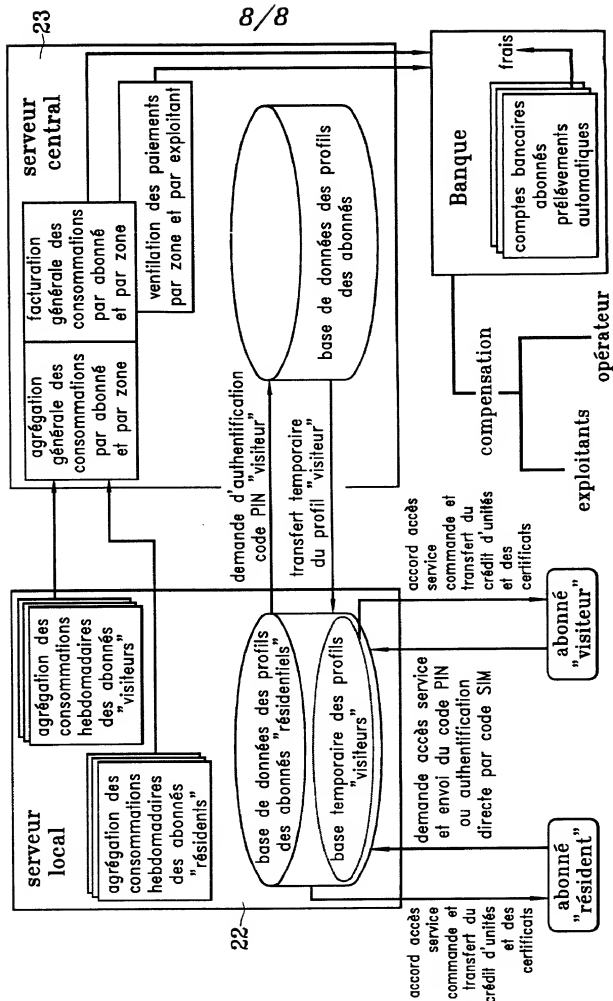 8/8
23
serveur
central
agrégation
générale des
consommations
par abonné
et par zone
facturation
générale des
consommations
par abonné
et par zone
ventilation des paiements
par zone et par exploitant
base de données des profils
des abonnés
serveur
local
agrégation des
consommations
hebdomadaires
des abonnés
"visiteurs"
agrégation des
consommations
hebdomadaires
des abonnés
"résidents"
22
base de données des profils
des abonnés "résidentiels"
base temporaire des profils
"visiteurs"
demande d'authentification
code PIN "visiteur"
transfert temporaire
du profil "visiteur"
Banque
frais
comptes bancaires
abonnés
prélévements
automatiques
compensation
exploitants
opérateur
accord accès
service
commande et
transfert du
crédit d'unités
et des
certificats
abonné
"visiteur"
demande accès service
et envoi du code PIN
ou authentification
directe par code SIM
accord accès
service
commande et
transfert du
crédit d'unités
et des
certificats
abonné
"résident"